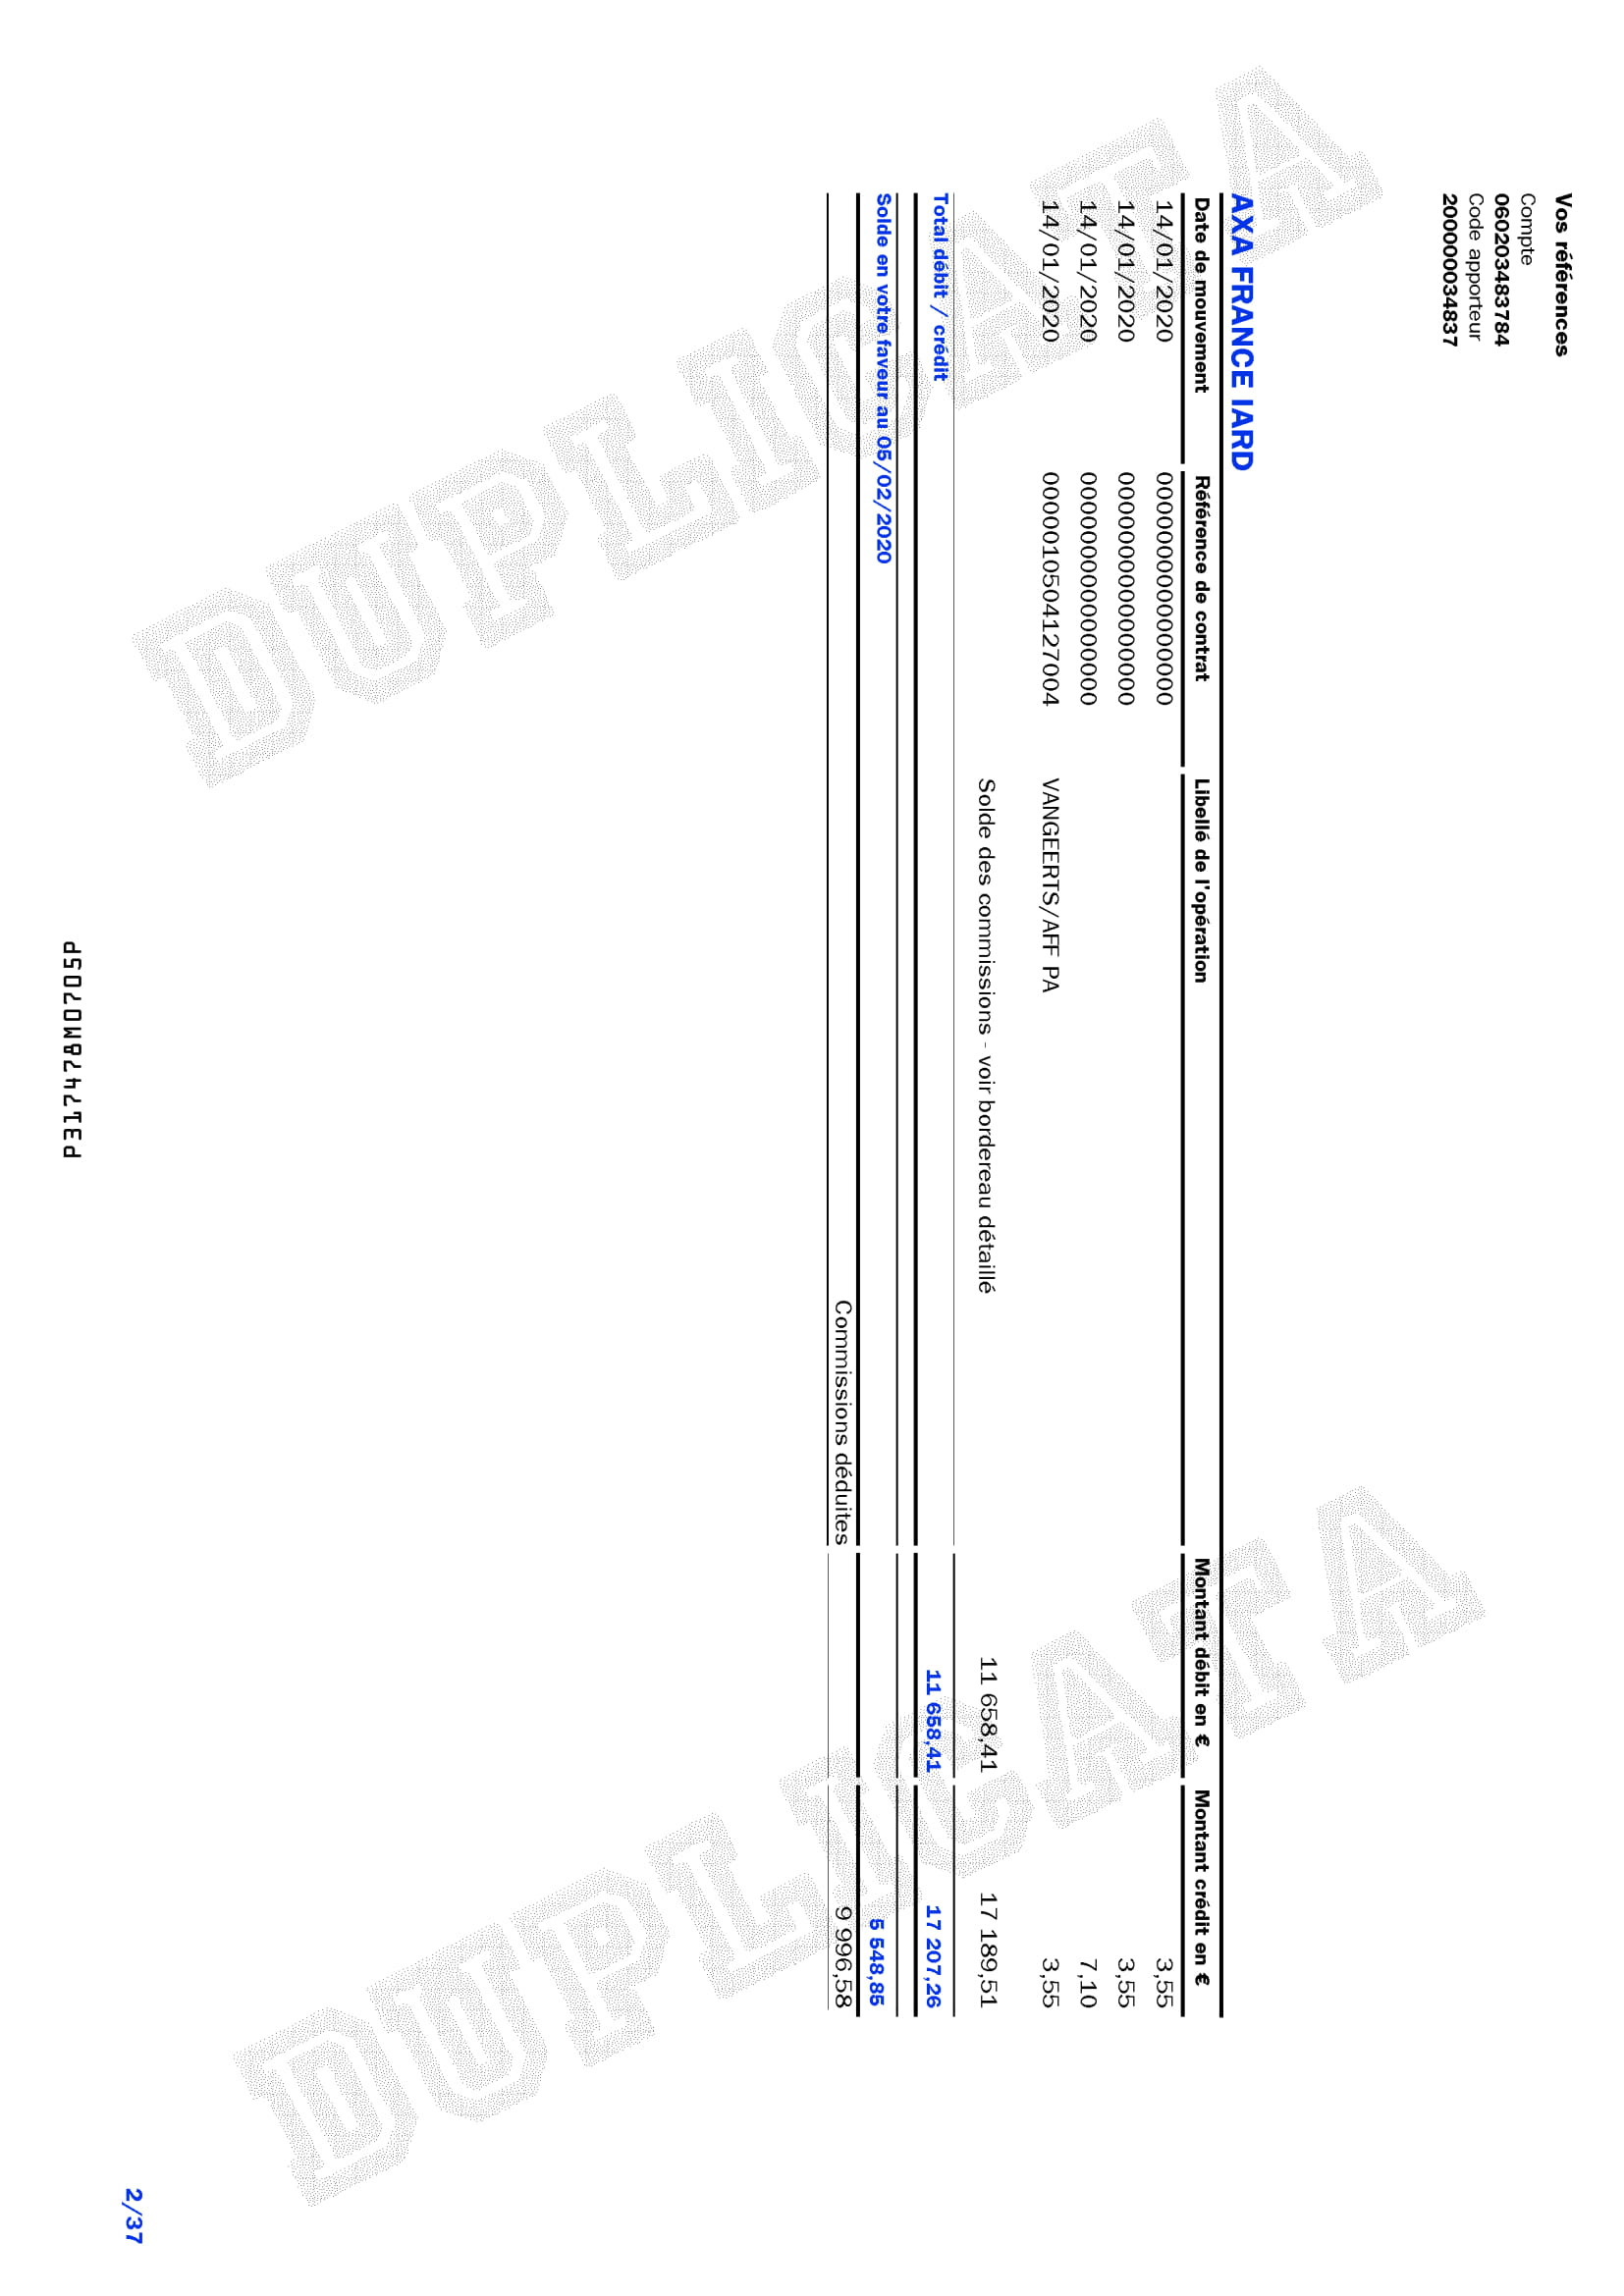 Vos références
Compte
060203483784
Code apporteur
2000034837
AXA FRANCE IARD
Date de mouvement Référence de contrat Libellé de l'opération Montant débit en € Montant crédit en €
14/01/2020 0000000000000000 3,55
14/01/2020 0000000000000000 3,55
14/01/2020 0000000000000000 7,10
14/01/2020 0000010504127004 VANGEERTS/AFF PA 3,55
Solde des commissions - voir bordereau détaillé 11 658,41 17 189,51
Total débit / crédit 11 658,41 17 207,26
Solde en votre faveur au 05/02/2020 5 548,85
Commissions déduites 9 996,58
DUPLICATA
DUPLICATA
2/37